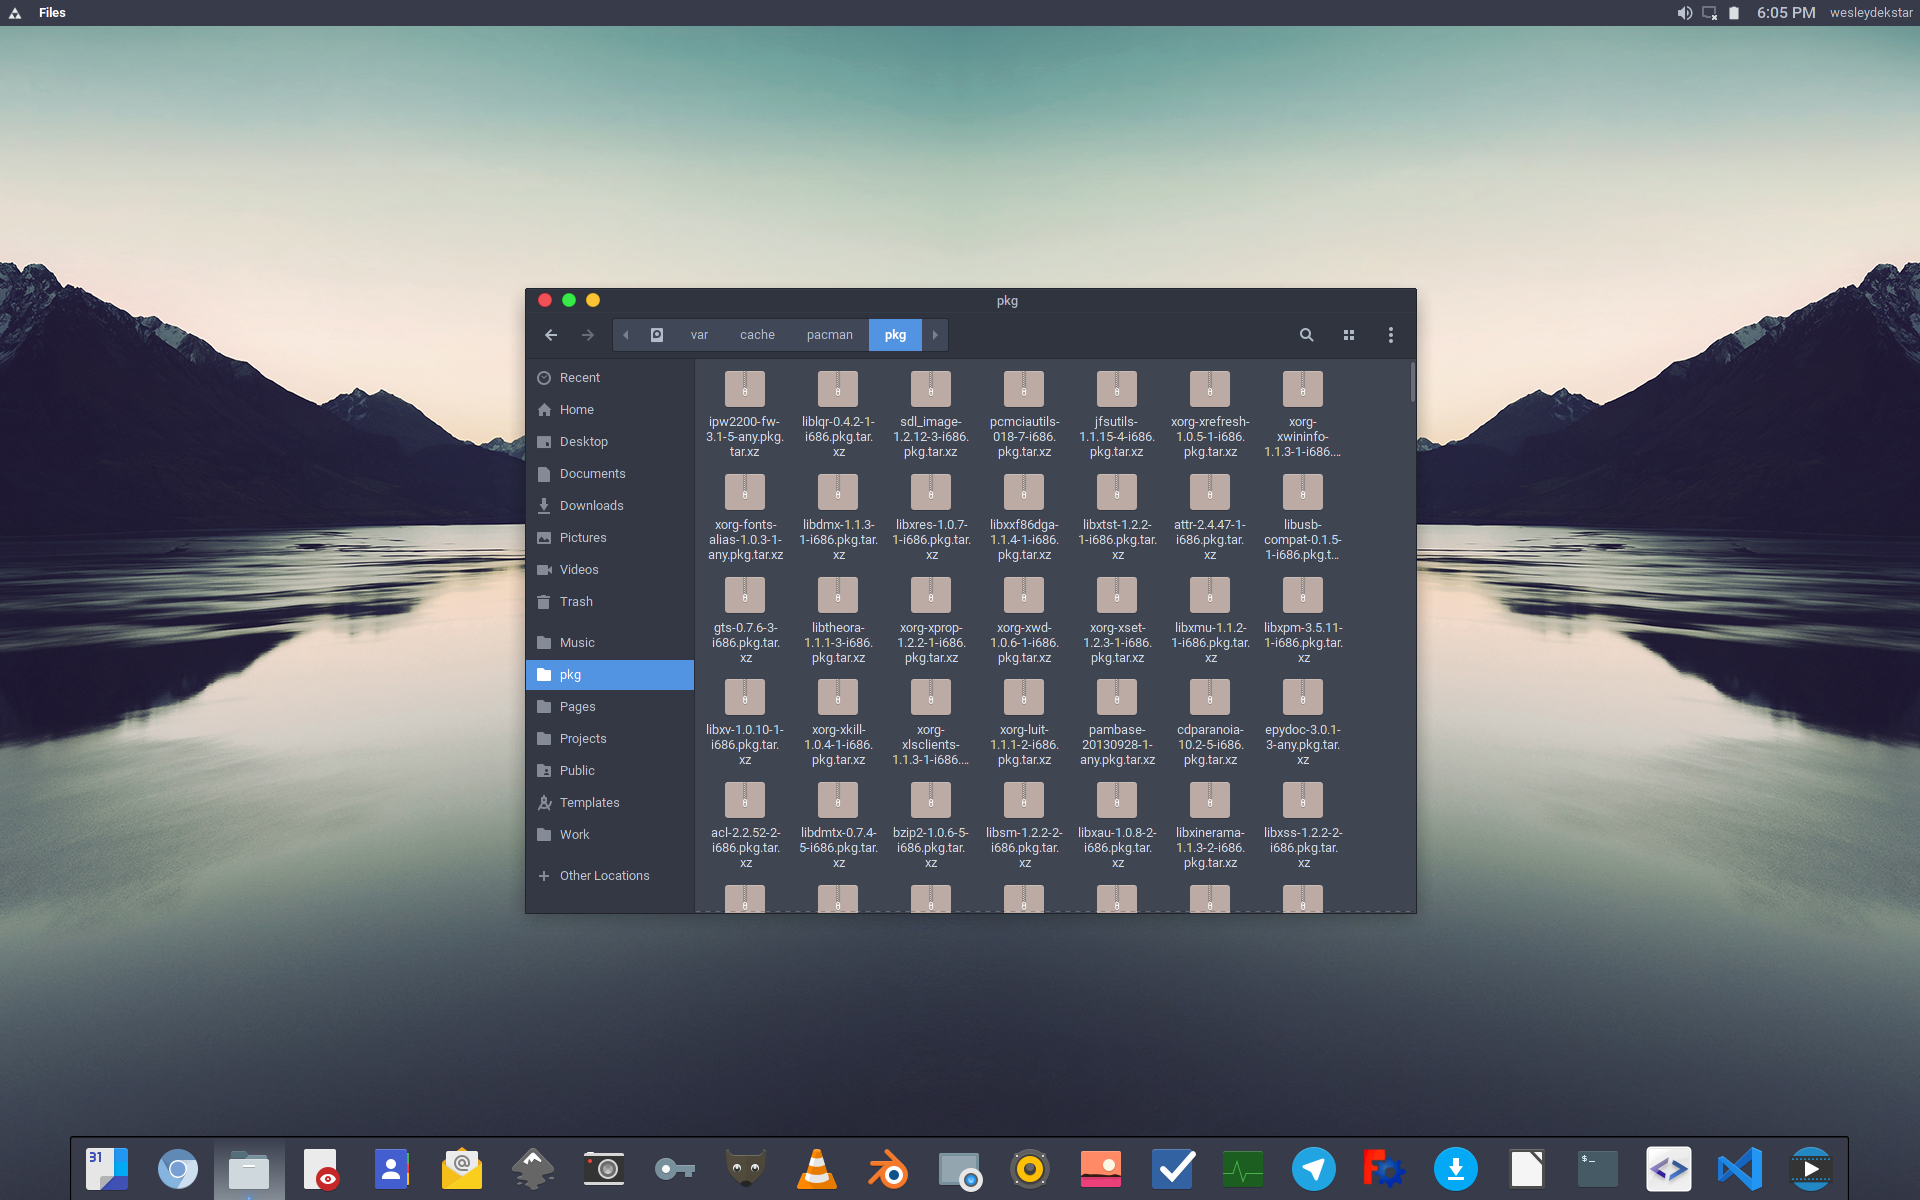 Files
6:05 PM wesleydekstar
pkg
var cache pacman pkg
Recent
Home
Desktop
Documents
Downloads
Pictures
Videos
Trash
Music
pkg
Pages
Projects
Public
Templates
Work
Other Locations
ipw2200-fw-
3.1-5-any.pkg.
tar.xz
liblqr-0.4.2-1-
i686.pkg.tar.
xz
sdl_image-
1.2.12-3-i686.
pkg.tar.xz
pcmciautils-
018-7-i686.
pkg.tar.xz
jfsutils-
1.1.15-4-i686.
pkg.tar.xz
xorg-xrefresh-
1.0.5-1-i686.
pkg.tar.xz
xorg-
xwininfo-
1.1.3-1-i686....
xorg-fonts-
alias-1.0.3-1-
any.pkg.tar.xz
libdmx-1.1.3-
1-i686.pkg.tar.
xz
libxres-1.0.7-
1-i686.pkg.tar.
xz
libxxf86dga-
1.1.4-1-i686.
pkg.tar.xz
libxtst-1.2.2-
1-i686.pkg.tar.
xz
attr-2.4.47-1-
i686.pkg.tar.
xz
libusb-
compat-0.1.5-
1-i686.pkg.t...
gts-0.7.6-3-
i686.pkg.tar.
xz
libtheora-
1.1.1-3-i686.
pkg.tar.xz
xorg-xprop-
1.2.2-1-i686.
pkg.tar.xz
xorg-xwd-
1.0.6-1-i686.
pkg.tar.xz
xorg-xset-
1.2.3-1-i686.
pkg.tar.xz
libxmu-1.1.2-
1-i686.pkg.tar.
xz
libxpm-3.5.11-
1-i686.pkg.tar.
xz
libxv-1.0.10-1-
i686.pkg.tar.
xz
xorg-xkill-
1.0.4-1-i686.
pkg.tar.xz
xorg-
xlsclients-
1.1.3-1-i686....
xorg-luit-
1.1.1-2-i686.
pkg.tar.xz
pambase-
20130928-1-
any.pkg.tar.xz
cdparanoia-
10.2-5-i686.
pkg.tar.xz
epydoc-3.0.1-
3-any.pkg.tar.
xz
acl-2.2.52-2-
i686.pkg.tar.
xz
libdmtx-0.7.4-
5-i686.pkg.tar.
xz
bzip2-1.0.6-5-
i686.pkg.tar.
xz
libsm-1.2.2-2-
i686.pkg.tar.
xz
libxau-1.0.8-2-
i686.pkg.tar.
xz
libxinerama-
1.1.3-2-i686.
pkg.tar.xz
libxss-1.2.2-2-
i686.pkg.tar.
xz
31
@
F
$_